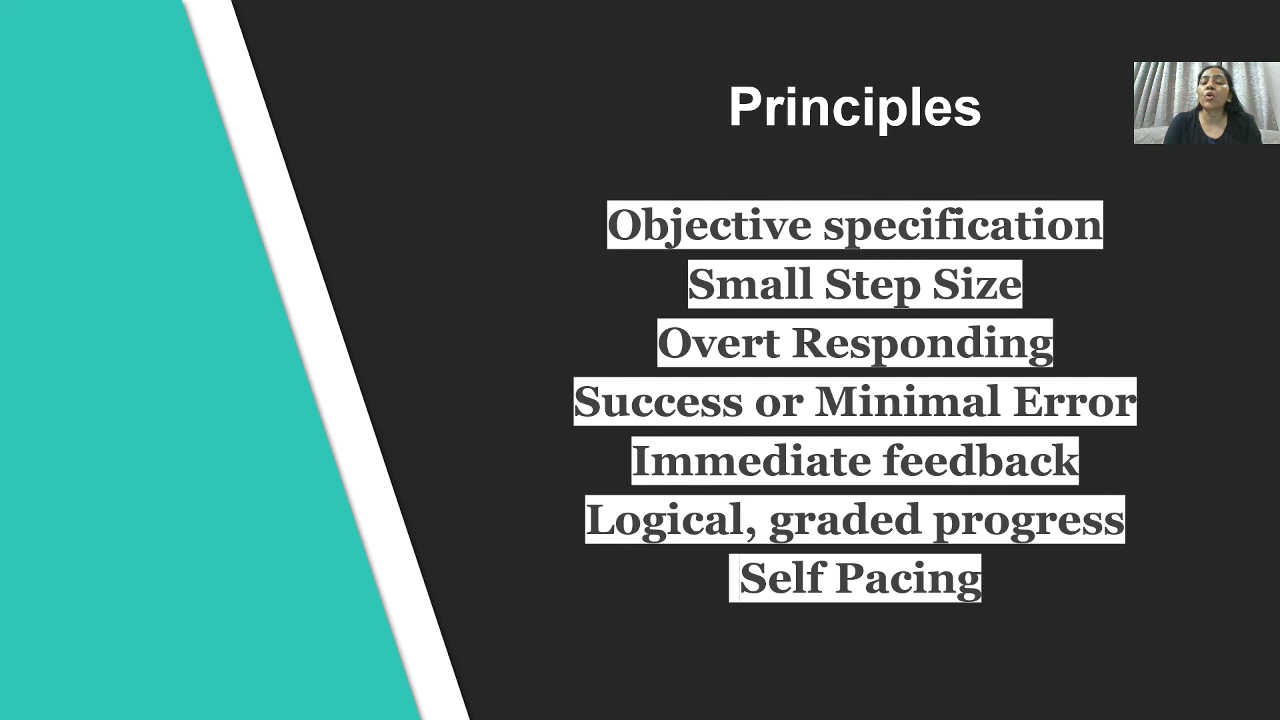 Principles
Objective specification
Small Step Size
Overt Responding
Success or Minimal Error
Immediate feedback
Logical, graded progress
Self Pacing